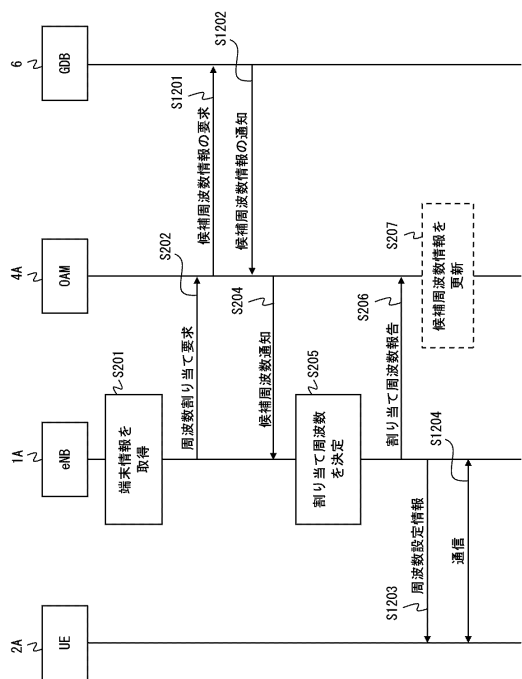 2A
UE
1A
eNB
4A
OAM
6
GDB
S201
端末情報を
取得
周波数割り当て要求
S202
候補周波数情報の要求
S1201
候補周波数情報の通知
S1202
候補周波数通知
S204
S205
割り当て周波数
を決定
割り当て周波数報告
S206
S207
候補周波数情報を
更新
S1203
周波数設定情報
通信
S1204